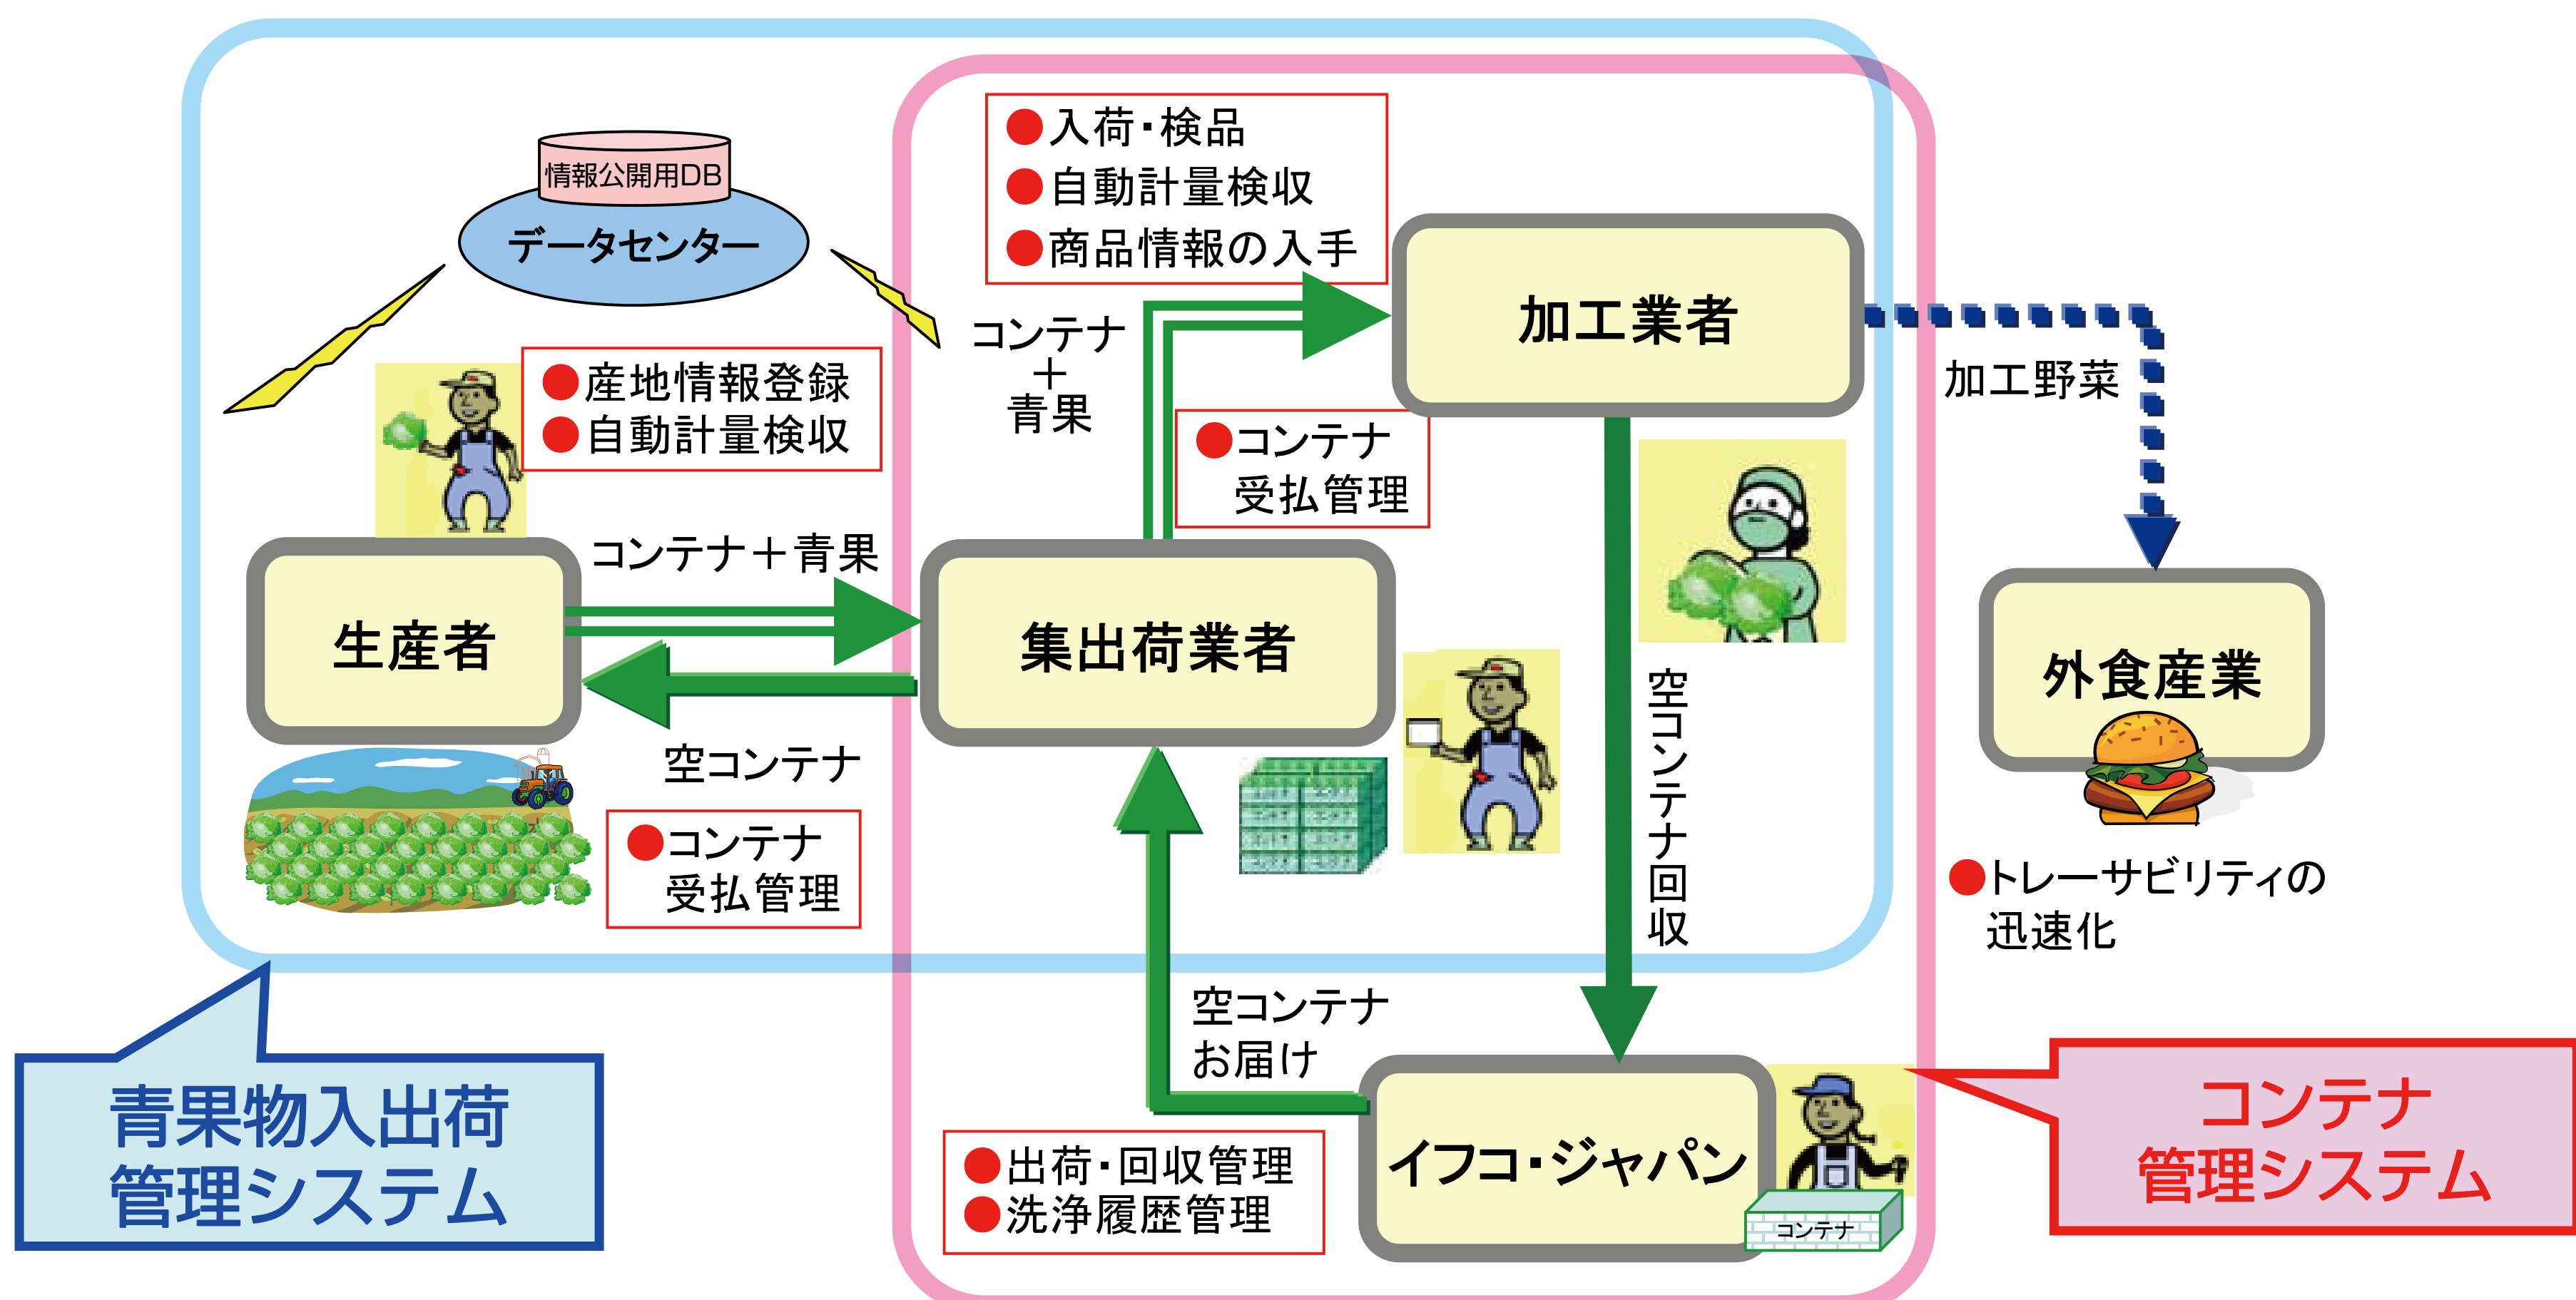 情報公開用DB
データセンター
●入荷・検品
●自動計量検収
●商品情報の入手
加工業者
コンテナ
＋
青果
●産地情報登録
●自動計量検収
●コンテナ
受払管理
加工野菜
コンテナ＋青果
生産者
集出荷業者
外食産業
空コンテナ
●コンテナ
受払管理
空コンテナ回収
●トレーサビリティの
迅速化
空コンテナ
お届け
青果物入出荷
管理システム
コンテナ
管理システム
●出荷・回収管理
●洗浄履歴管理
イフコ・ジャパン
コンテナ